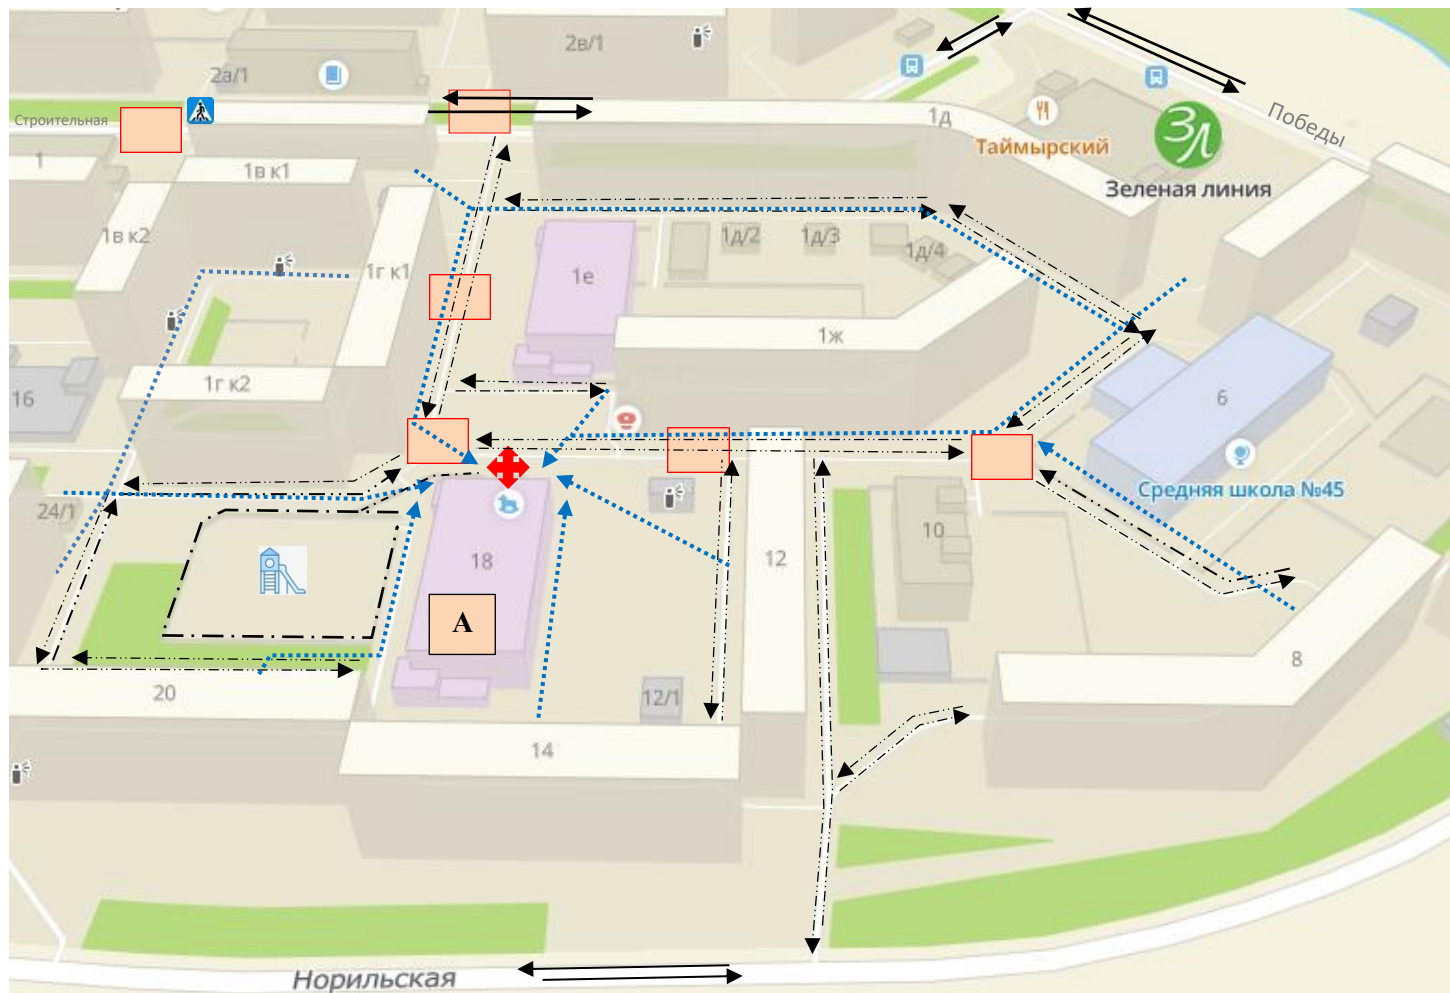 2в/1
2а/1
Строительная
1д
Победы
Таймырский
ЗЛ
Зеленая линия
1
1в к1
1в к2
1г к1
1е
1д/2
1д/3
1д/4
1ж
1г к2
16
6
Средняя школа №45
24/1
18
12
10
А
20
12/1
8
14
Норильская